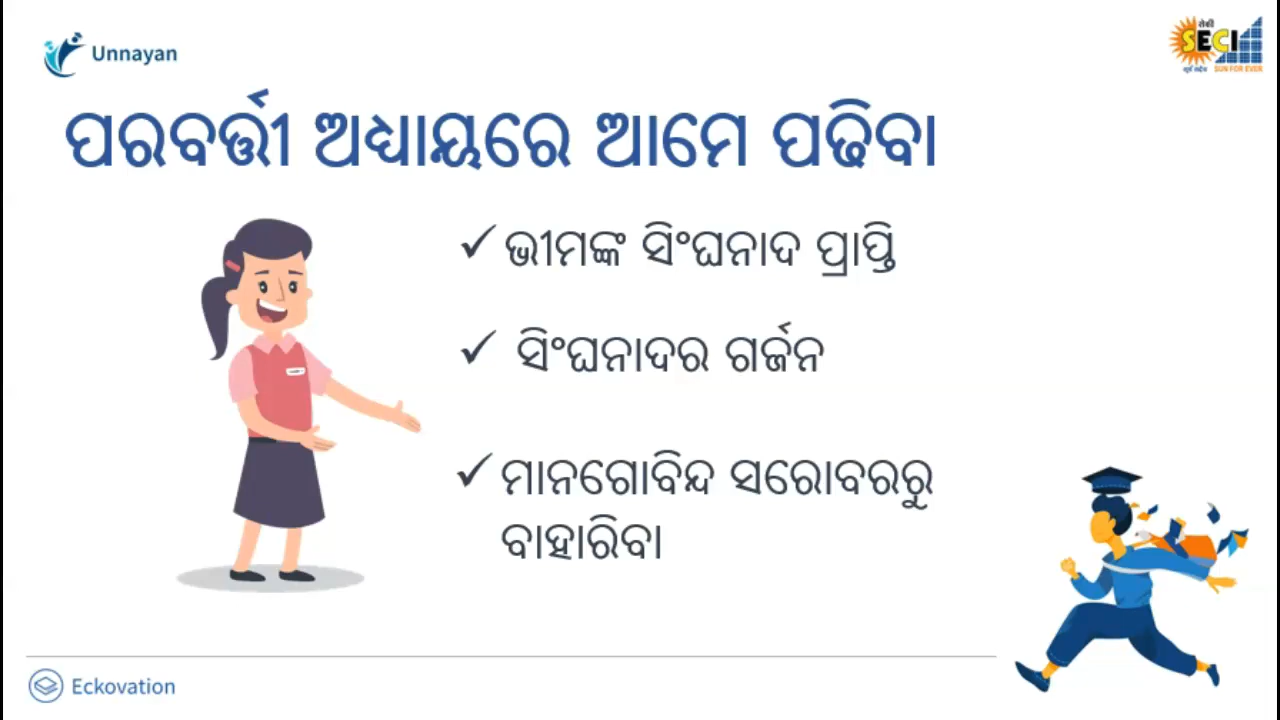 Unnayan
सेकी
SECI
सूर्य सदैव
SUN FOR EVER
ପରବର୍ତ୍ତୀ ଅଧ୍ୟାୟରେ ଆମେ ପଢିବା
✓ ଭୀମଙ୍କ ସିଂଘନାଦ ପ୍ରାପ୍ତି
✓ ସିଂଘନାଦର ଗର୍ଜନ
✓ ମାନଗୋବିନ୍ଦ ସରୋବରରୁ
ବାହାରିବା
Eckovation